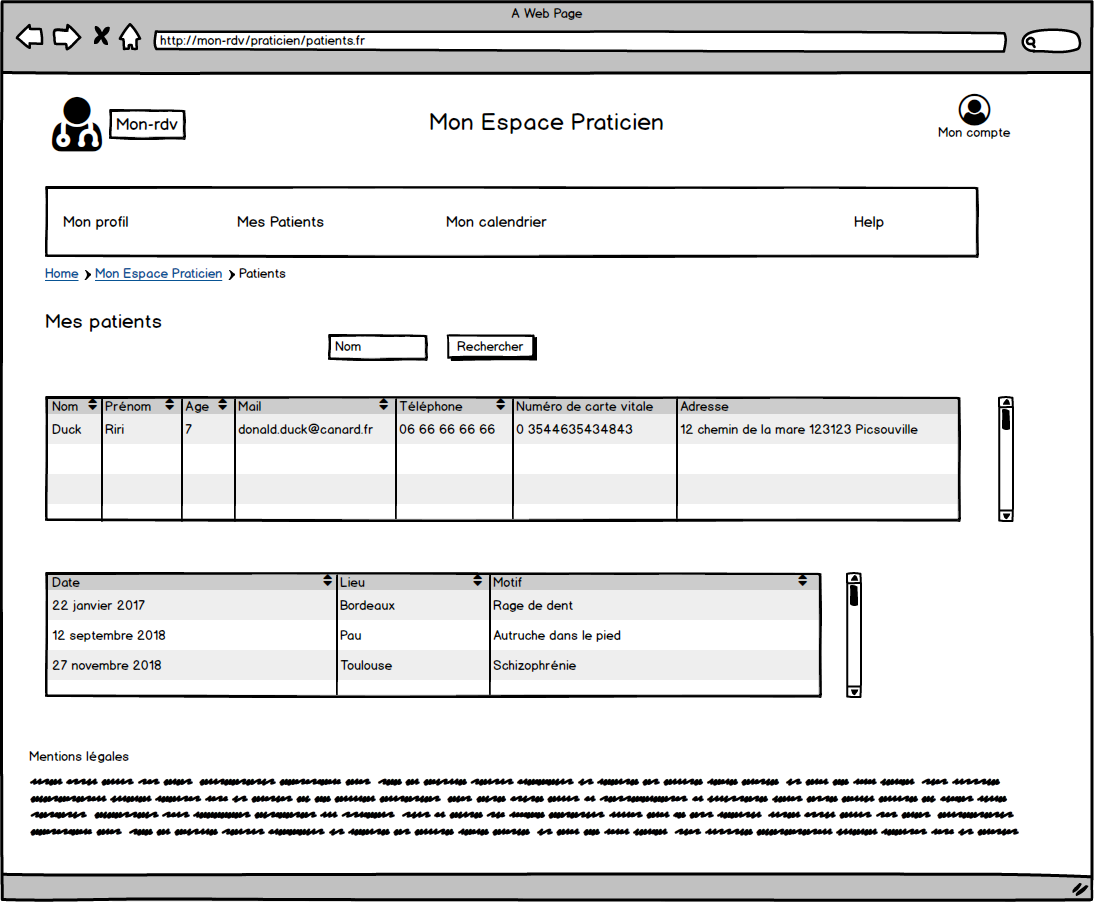 A Web Page
http://mon-rdv/praticien/patients.fr
Mon-rdv
Mon Espace Praticien
Mon compte
Mon profil Mes Patients Mon calendrier Help
Home Mon Espace Praticien Patients
Mes patients
Nom Rechercher
Nom Prénom Age Mail Téléphone Numéro de carte vitale Adresse
Duck Riri 7 donald.duck@canard.fr 06 66 66 66 66 0 3544635434843 12 chemin de la mare 123123 Picsouville
Date Lieu Motif
22 janvier 2017 Bordeaux Rage de dent
12 septembre 2018 Pau Autruche dans le pied
27 novembre 2018 Toulouse Schizophrénie
Mentions légales